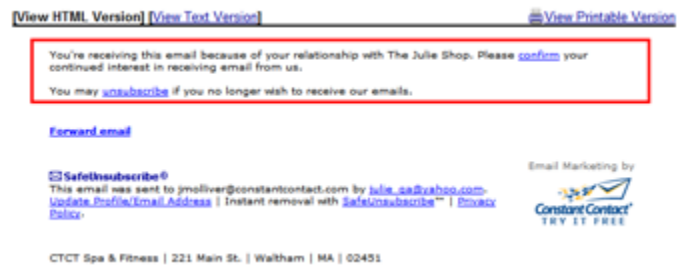 [View HTML Version] [View Text Version]
View Printable Version
You're receiving this email because of your relationship with The Julie Shop. Please confirm your
continued interest in receiving email from us.
You may unsubscribe if you no longer wish to receive our emails.
Forward email
SafeUnsubscribe®
This email was sent to jmolliver@constantcontact.com by julie_qa@yahoo.com.
Update Profile/Email Address | Instant removal with SafeUnsubscribe™ | Privacy
Policy.
Email Marketing by
Constant Contact®
TRY IT FREE
CTCT Spa & Fitness | 221 Main St. | Waltham | MA | 02451